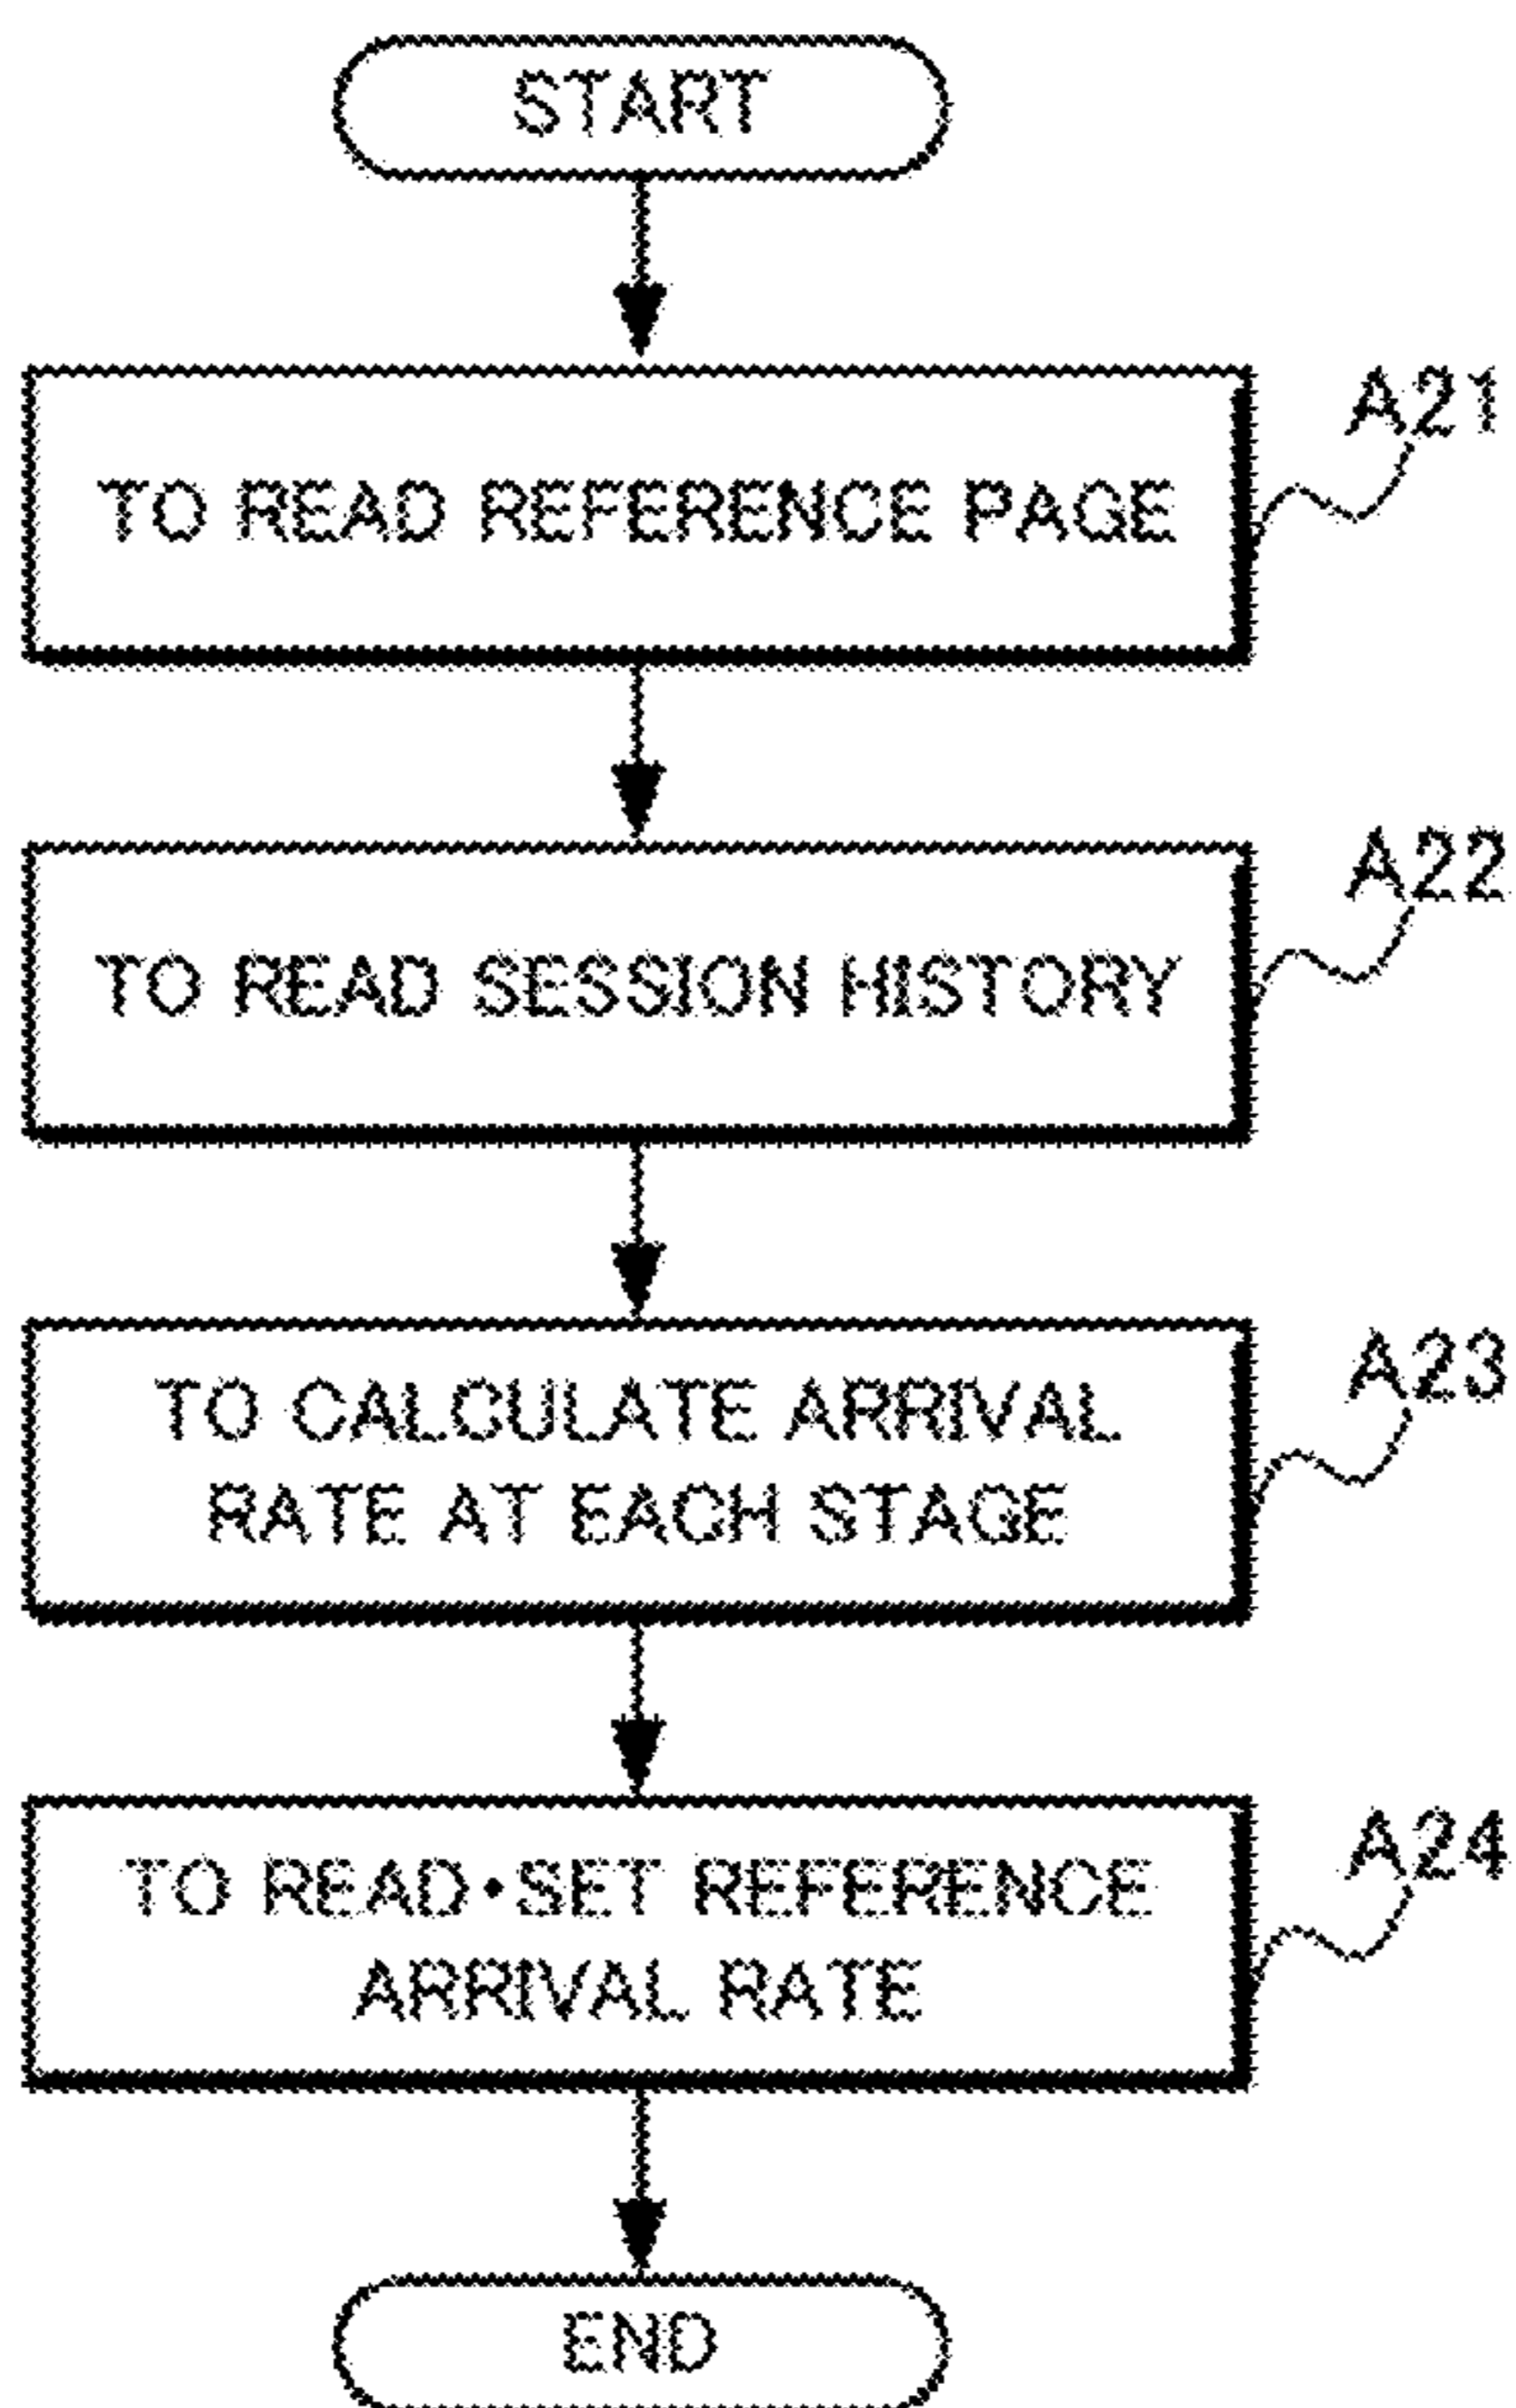 START
TO READ REFERENCE PAGE
A21
TO READ SESSION HISTORY
A22
TO CALCULATE ARRIVAL
RATE AT EACH STAGE
A23
TO READ・SET REFERENCE
ARRIVAL RATE
A24
END